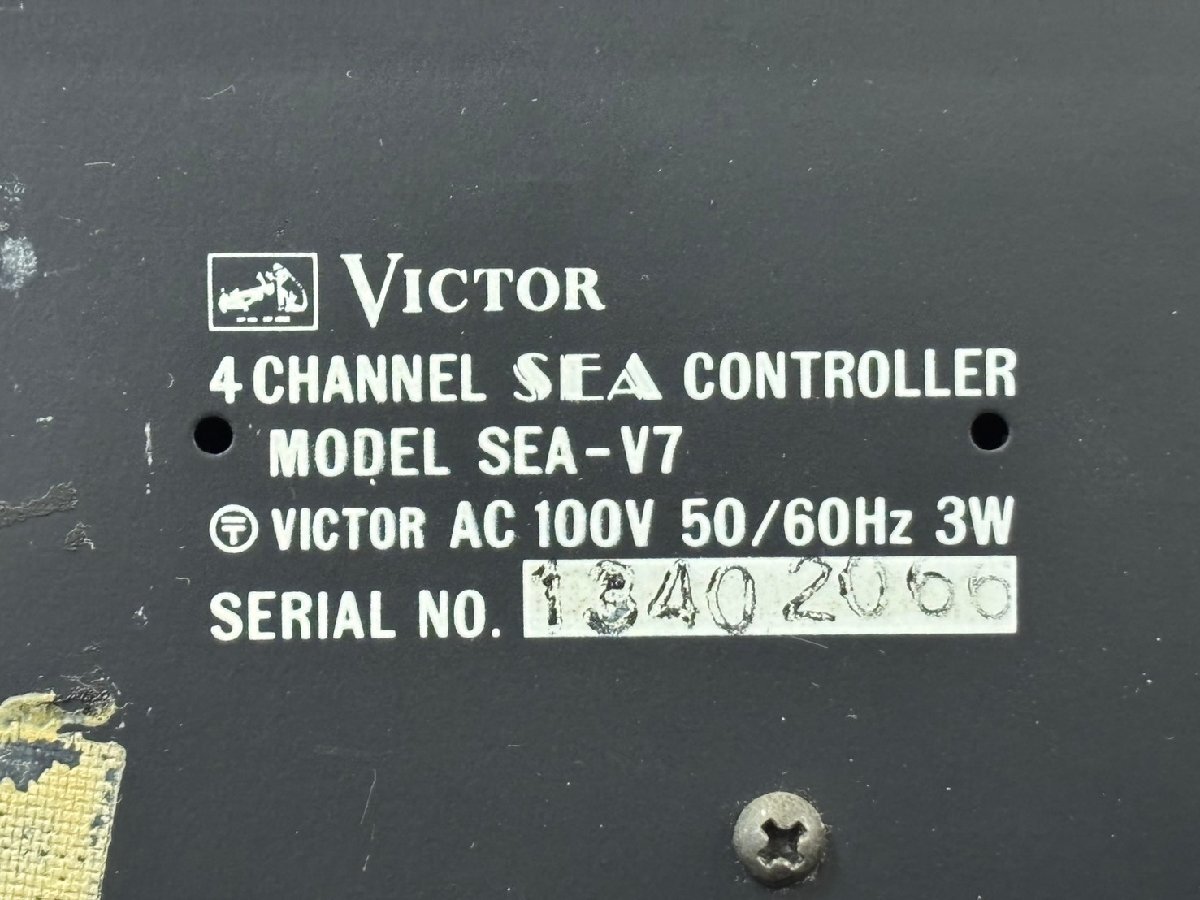 VICTOR
4 CHANNEL SEA CONTROLLER
MODEL SEA-V7
〶 VICTOR AC 100V 50/60Hz 3W
SERIAL NO. 13402066